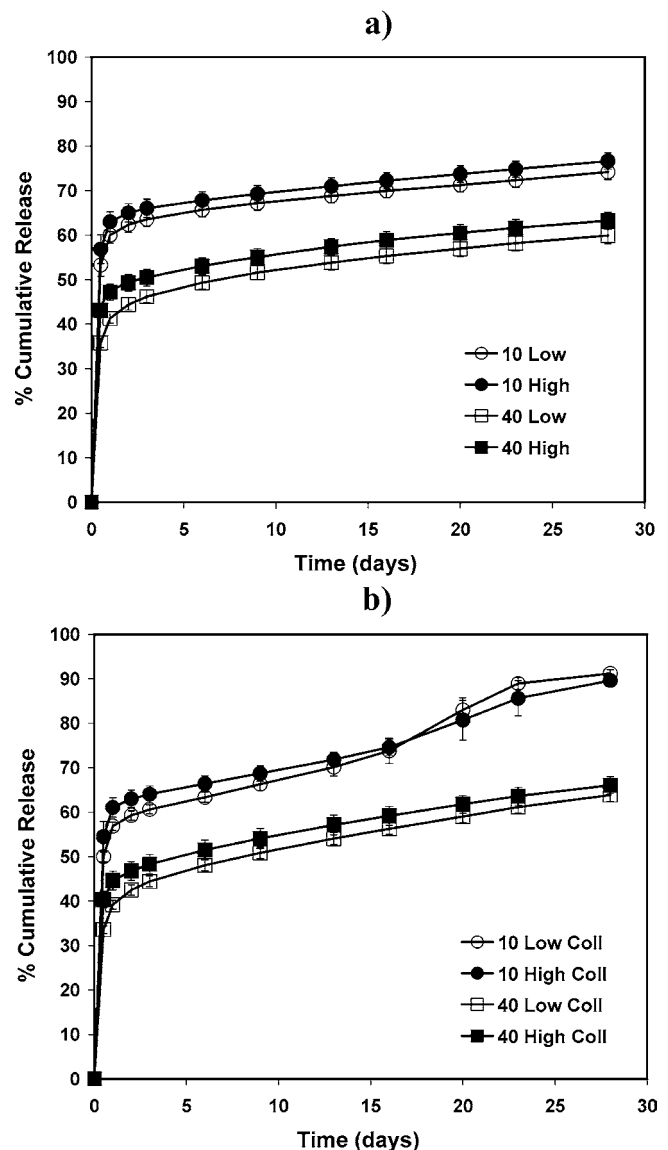 a)
100
90
80
70
60
50
40
30
20
10
0
% Cumulative Release
10 Low
10 High
40 Low
40 High
0 5 10 15 20 25 30
Time (days)
b)
100
90
80
70
60
50
40
30
20
10
0
% Cumulative Release
10 Low Coll
10 High Coll
40 Low Coll
40 High Coll
0 5 10 15 20 25 30
Time (days)